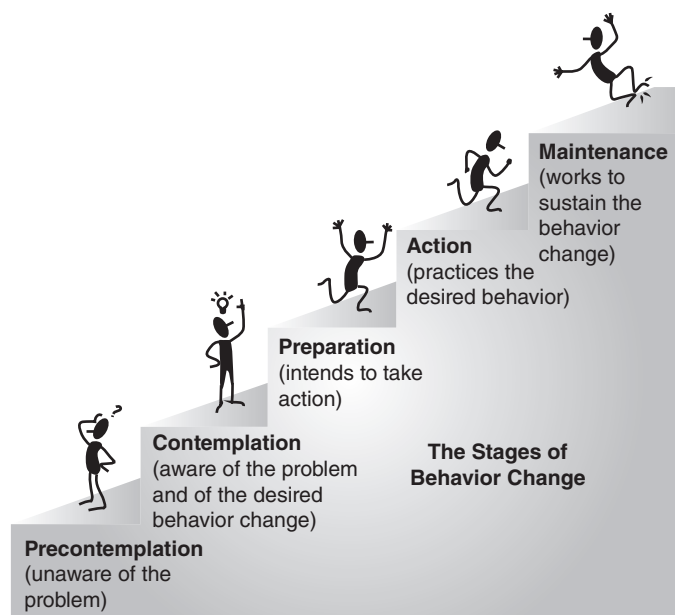 Maintenance
(works to
sustain the
behavior
change)
Action
(practices the
desired behavior)
Preparation
(intends to take
action)
Contemplation
(aware of the problem
and of the desired
behavior change)
Precontemplation
(unaware of the
problem)
The Stages of
Behavior Change
?